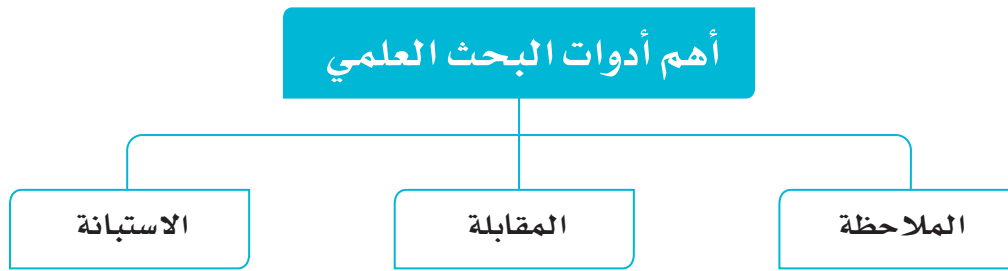 أهم أدوات البحث العلمي
الملاحظة
المقابلة
الاستبانة